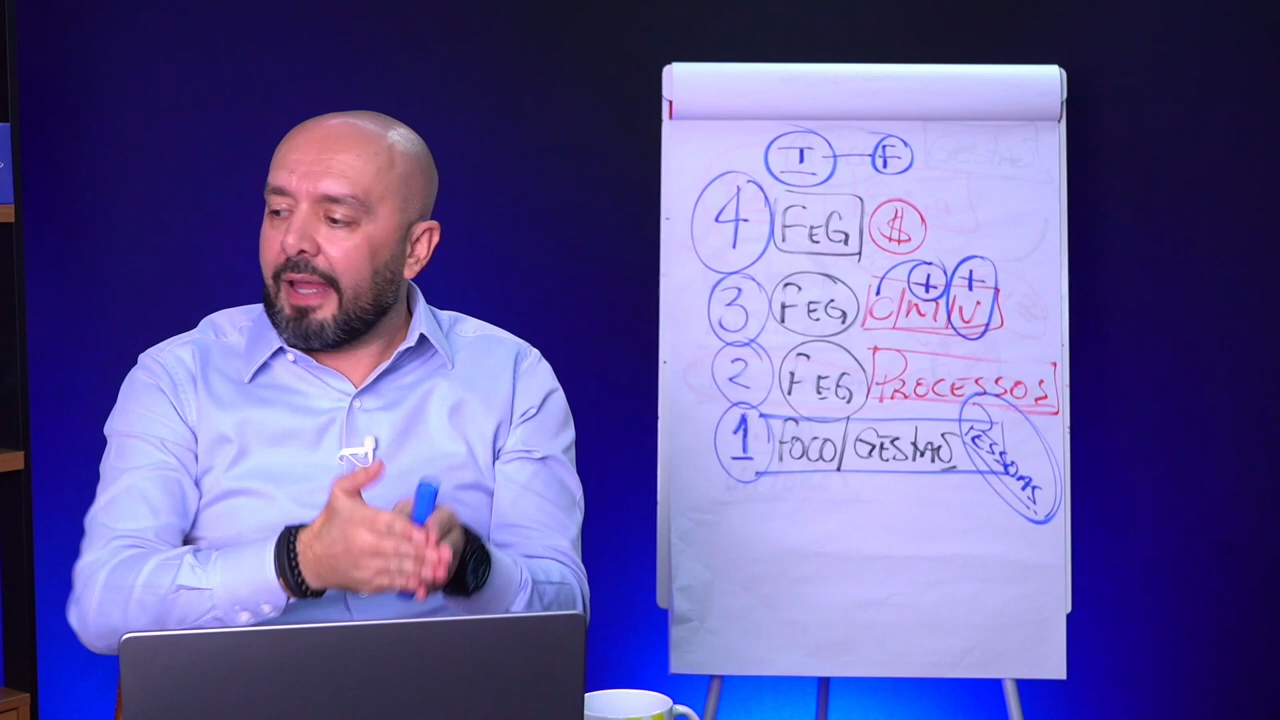 I F
4 FEG $
3 FEG C/M/V + +
2 FEG PROCESSOS
1 FOCO/GESTÃO PESSOAS